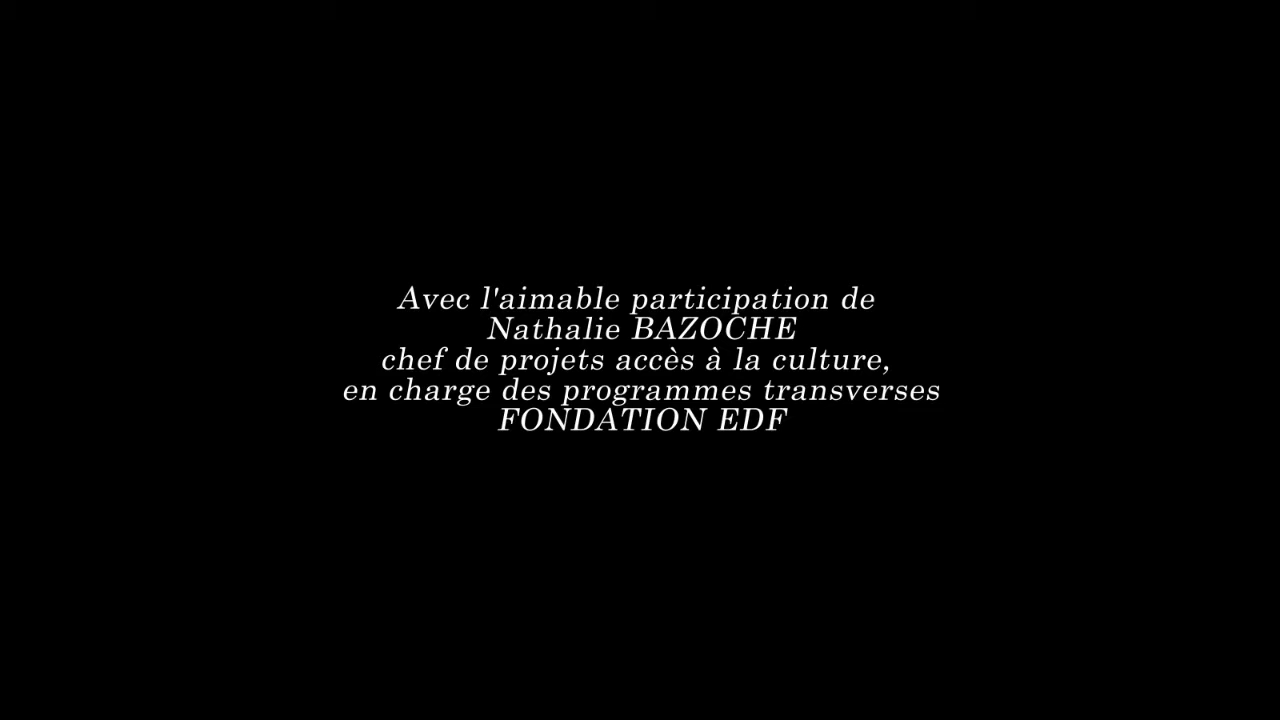 Avec l'aimable participation de
Nathalie BAZOCHE
chef de projets accès à la culture,
en charge des programmes transverses
FONDATION EDF